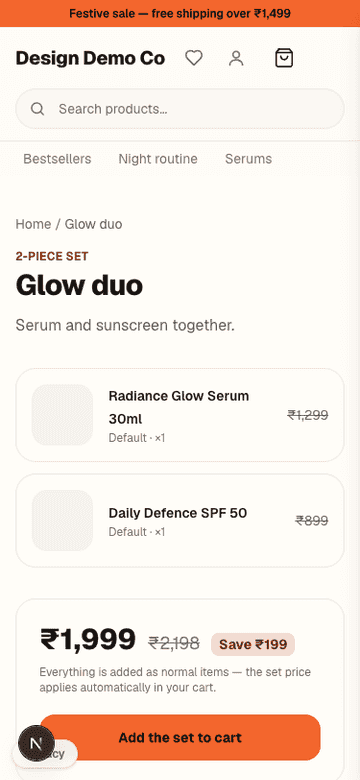 Festive sale — free shipping over ₹1,499
Design Demo Co
Search products...
Bestsellers Night routine Serums
Home / Glow duo
2-PIECE SET
Glow duo
Serum and sunscreen together.
Radiance Glow Serum
30ml
₹1,299
Default · ×1
Daily Defence SPF 50
₹899
Default · ×1
₹1,999 ₹2,198 Save ₹199
Everything is added as normal items — the set price
applies automatically in your cart.
Add the set to cart
N